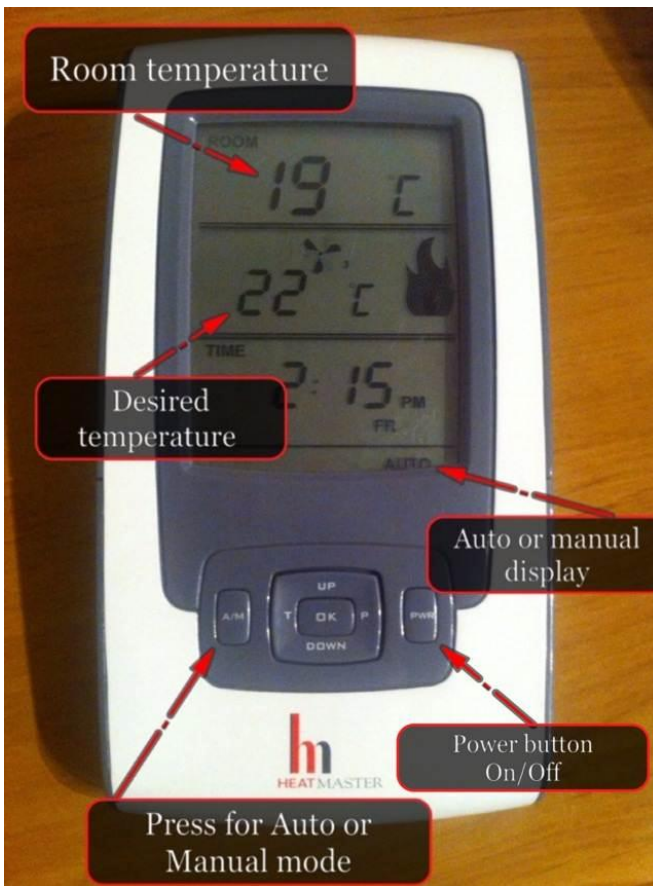 Room temperature
ROOM
19 °C
22 3 °C
Desired
temperature
TIME
2:15 PM
FR
AUTO
Auto or manual
display
A/M
UP
T OK P
DOWN
PWR
hm
HEATMASTER
Power button
On/Off
Press for Auto or
Manual mode